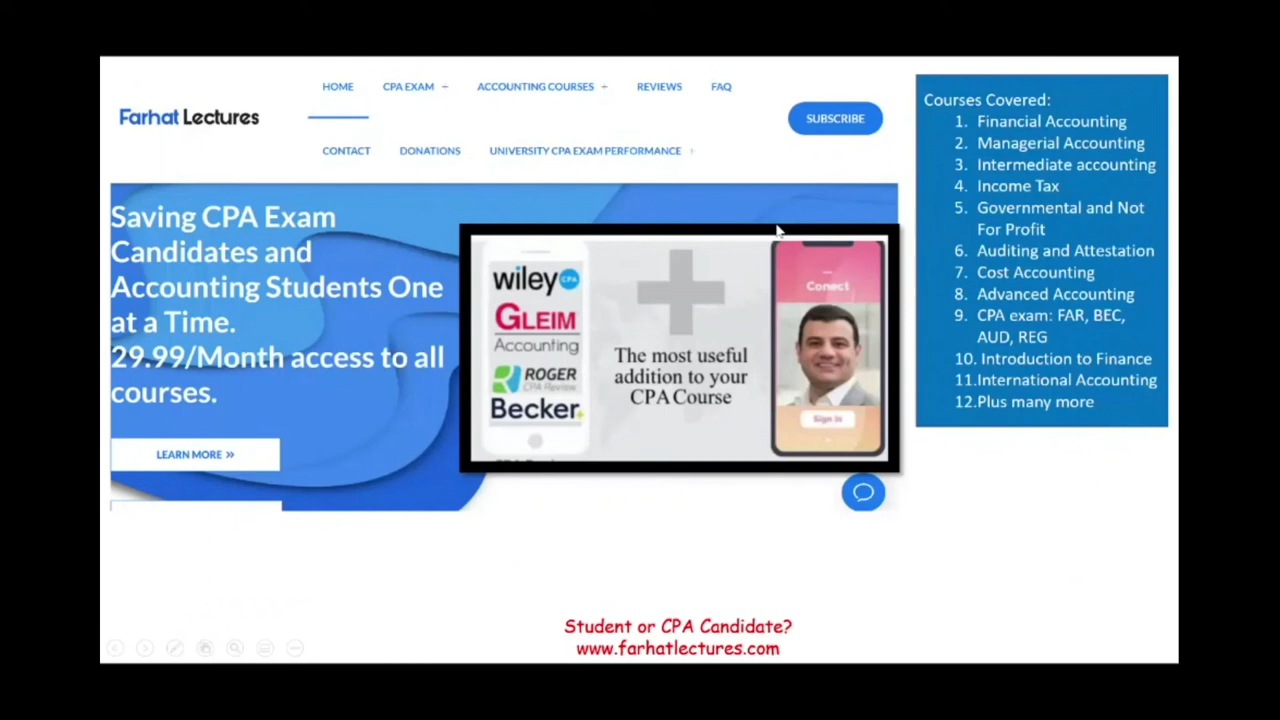 HOME
CPA EXAM +
ACCOUNTING COURSES +
REVIEWS
FAQ
Farhat Lectures
SUBSCRIBE
CONTACT
DONATIONS
UNIVERSITY CPA EXAM PERFORMANCE +
Saving CPA Exam
Candidates and
Accounting Students One
at a Time.
29.99/Month access to all
courses.
LEARN MORE »
wiley CPA
GLEIM
Accounting
ROGER
CPA Review
Becker
The most useful
addition to your
CPA Course
Conect
Sign in
Courses Covered:
1. Financial Accounting
2. Managerial Accounting
3. Intermediate accounting
4. Income Tax
5. Governmental and Not
For Profit
6. Auditing and Attestation
7. Cost Accounting
8. Advanced Accounting
9. CPA exam: FAR, BEC,
AUD, REG
10. Introduction to Finance
11.International Accounting
12.Plus many more
Student or CPA Candidate?
www.farhatlectures.com